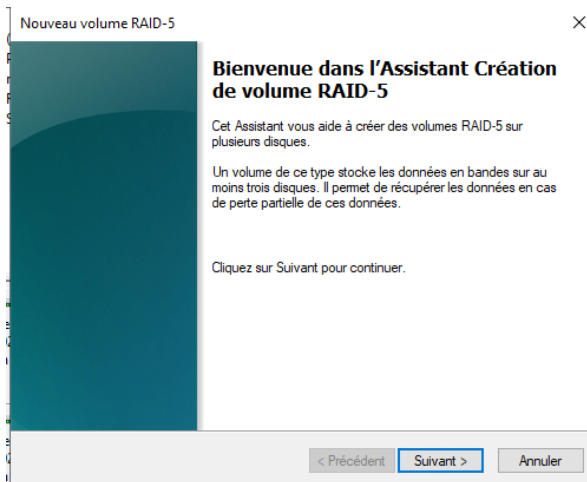 Nouveau volume RAID-5
Bienvenue dans l’Assistant Création
de volume RAID-5
Cet Assistant vous aide à créer des volumes RAID-5 sur
plusieurs disques.
Un volume de ce type stocke les données en bandes sur au
moins trois disques. Il permet de récupérer les données en cas
de perte partielle de ces données.
Cliquez sur Suivant pour continuer.
< Précédent
Suivant >
Annuler